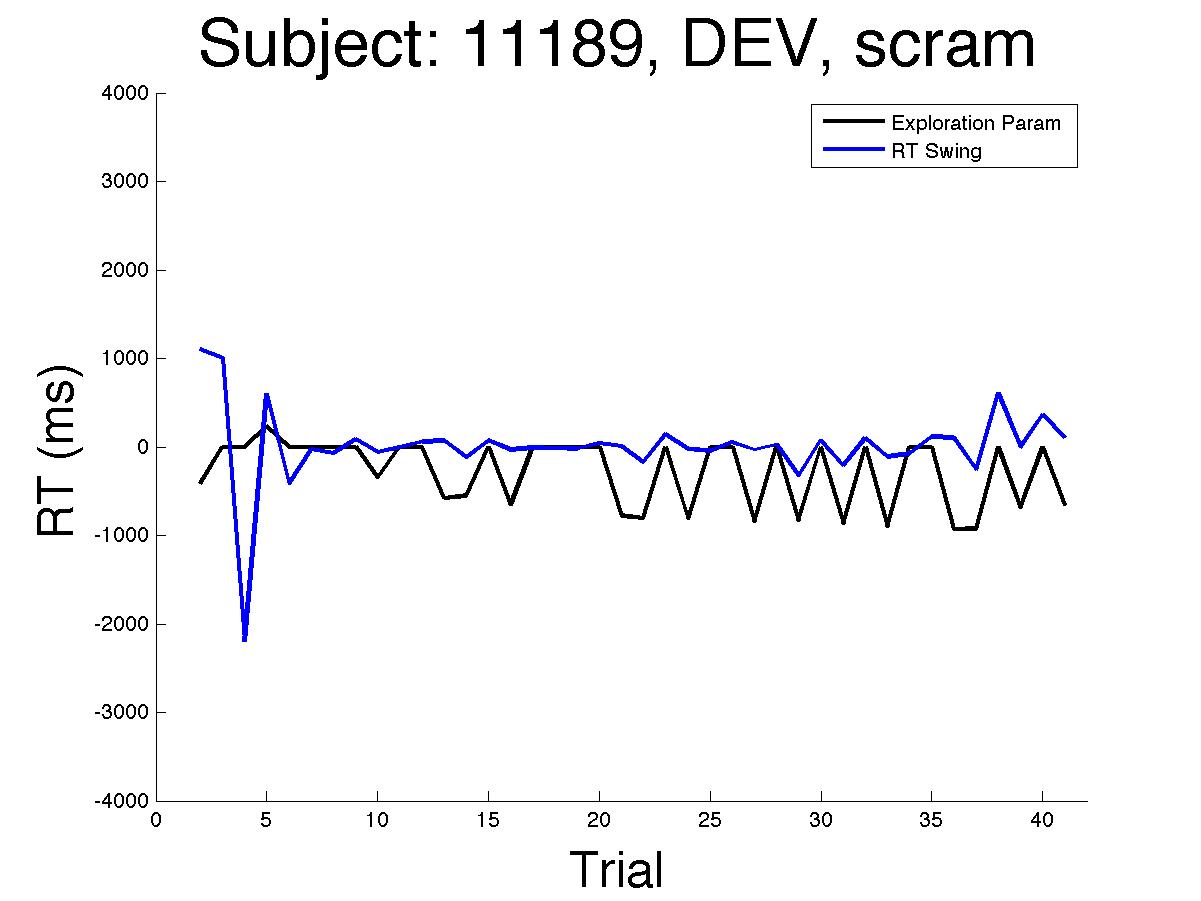 Subject: 11189, DEV, scram
Exploration Param
RT Swing
4000
3000
2000
1000
0
-1000
-2000
-3000
-4000
RT (ms)
0 5 10 15 20 25 30 35 40
Trial